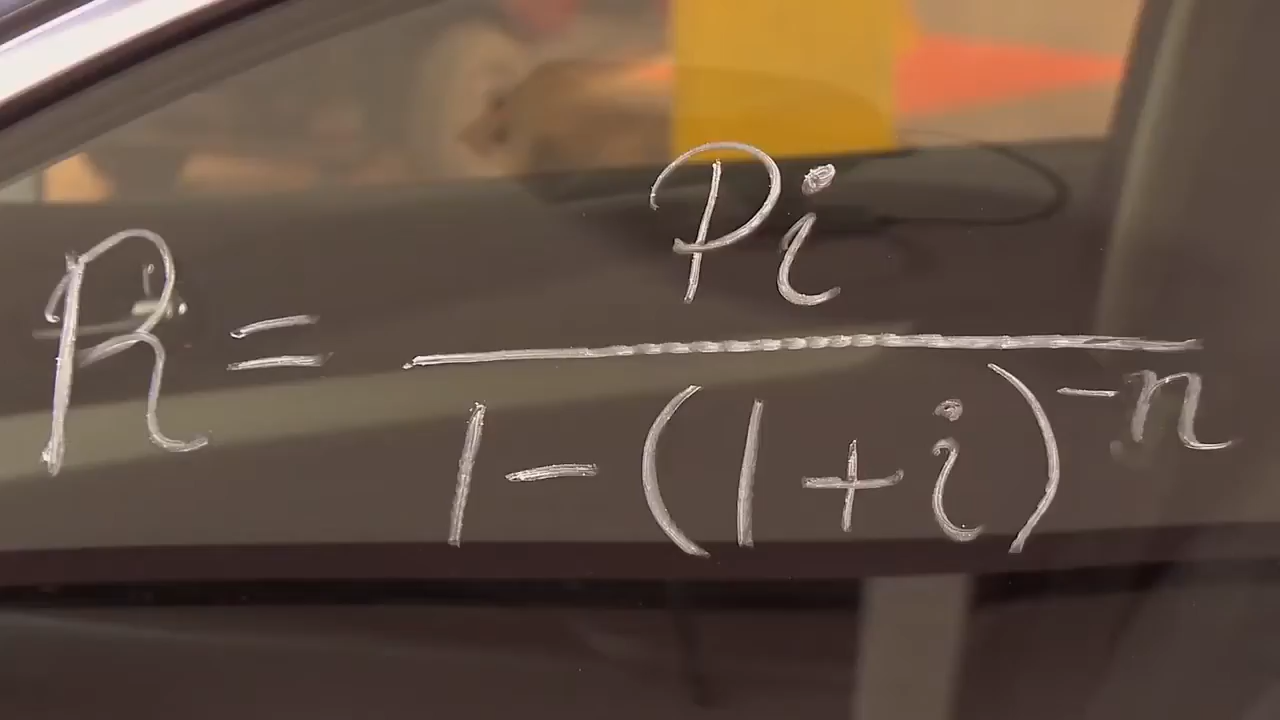 R = Pi / 1-(1+i)^-n